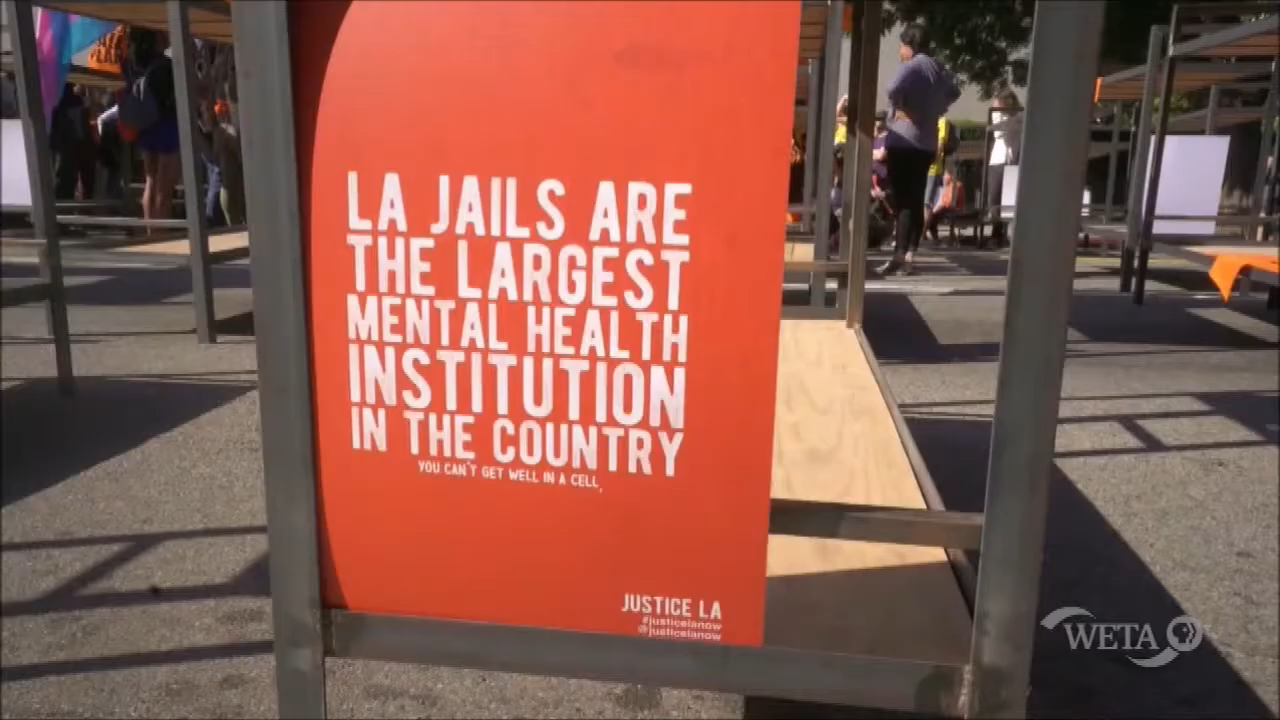 LA JAILS ARE
THE LARGEST
MENTAL HEALTH
INSTITUTION
IN THE COUNTRY
YOU CAN'T GET WELL IN A CELL,
JUSTICE LA
#justicelanow
@justicelanow
WETA